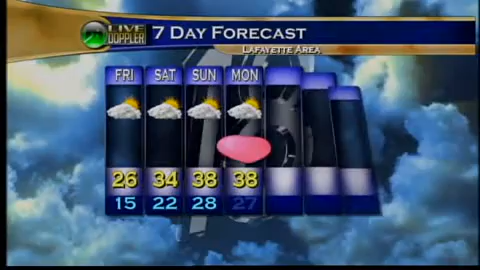 LIVE
DOPPLER
7 DAY FORECAST
LAFAYETTE AREA
FRI SAT SUN MON
26 34 38 38
15 22 28 27